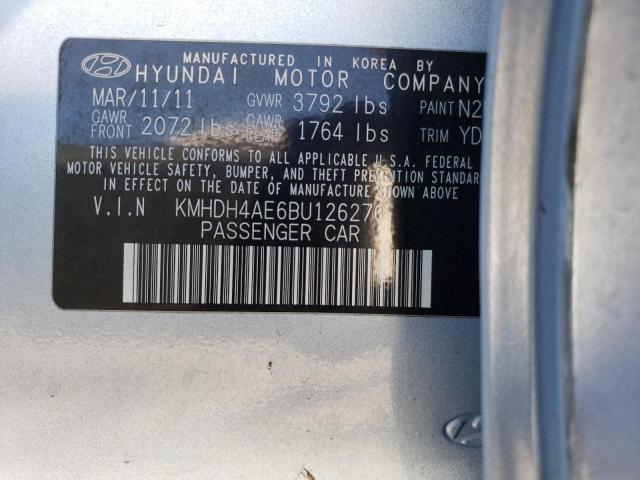 MANUFACTURED IN KOREA BY
HYUNDAI MOTOR COMPANY
MAR/11/11 GVWR 3792 lbs PAINT N2
GAWR FRONT 2072 lbs GAWR REAR 1764 lbs TRIM YD
THIS VEHICLE CONFORMS TO ALL APPLICABLE U.S.A. FEDERAL
MOTOR VEHICLE SAFETY, BUMPER, AND THEFT PREVENTION STANDARD
IN EFFECT ON THE DATE OF MANUFACTURE SHOWN ABOVE
V.I.N KMHDH4AE6BU126276
PASSENGER CAR